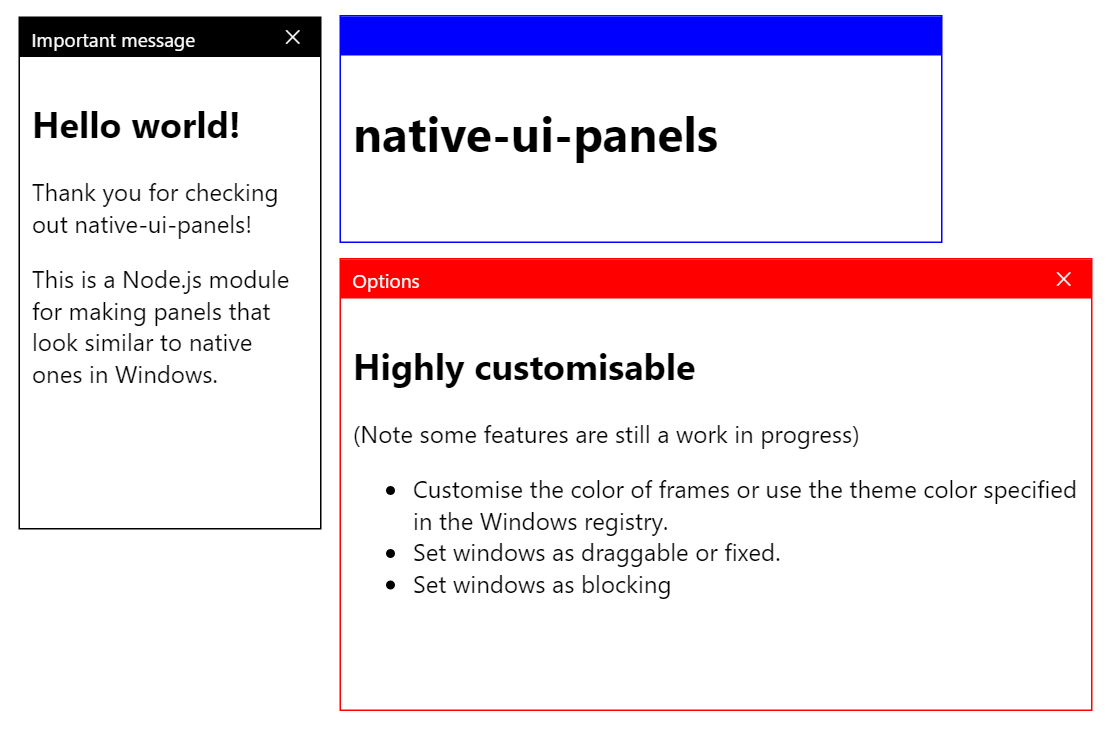 Important message
Hello world!
Thank you for checking
out native-ui-panels!
This is a Node.js module
for making panels that
look similar to native
ones in Windows.
native-ui-panels
Options
Highly customisable
(Note some features are still a work in progress)
• Customise the color of frames or use the theme color specified
in the Windows registry.
• Set windows as draggable or fixed.
• Set windows as blocking